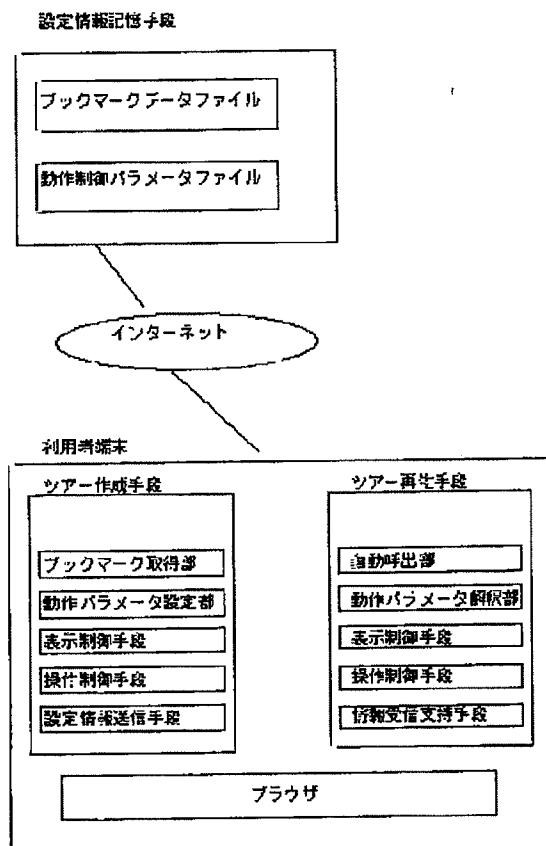 設定情報記憶手段
ブックマークデータファイル
動作制御パラメータファイル
インターネット
利用者端末
ツアー作成手段
ブックマーク取得部
動作パラメータ設定部
表示制御手段
操作制御手段
設定情報送信手段
ツアー再生手段
自動呼出部
動作パラメータ解釈部
表示制御手段
操作制御手段
情報受信支持手段
ブラウザ